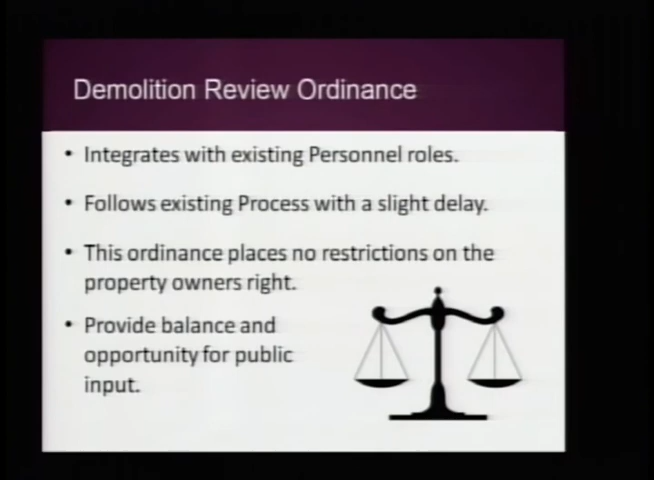 Demolition Review Ordinance
• Integrates with existing Personnel roles.
• Follows existing Process with a slight delay.
• This ordinance places no restrictions on the
property owners right.
• Provide balance and
opportunity for public
input.